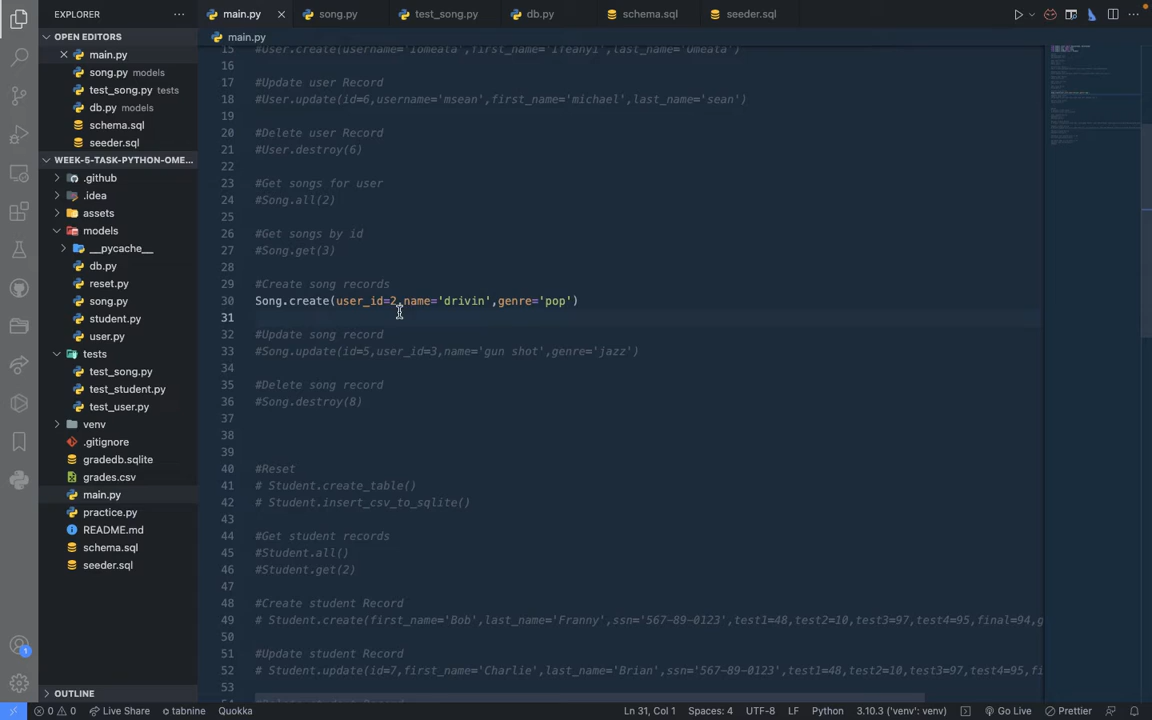 EXPLORER
OPEN EDITORS
main.py
song.py models
test_song.py tests
db.py models
schema.sql
seeder.sql
WEEK-5-TASK-PYTHON-OME...
.github
.idea
assets
models
__pycache__
db.py
reset.py
song.py
student.py
user.py
tests
test_song.py
test_student.py
test_user.py
venv
.gitignore
gradedb.sqlite
grades.csv
main.py
practice.py
README.md
schema.sql
seeder.sql
OUTLINE
main.py song.py test_song.py db.py schema.sql seeder.sql
main.py
15 #User.create(username='Iomeata',first_name='Ifeanyi',last_name='Omeata')
16
17 #Update user Record
18 #User.update(id=6,username='msean',first_name='michael',last_name='sean')
19
20 #Delete user Record
21 #User.destroy(6)
22
23 #Get songs for user
24 #Song.all(2)
25
26 #Get songs by id
27 #Song.get(3)
28
29 #Create song records
30 Song.create(user_id=2,name='drivin',genre='pop')
31
32 #Update song record
33 #Song.update(id=5,user_id=3,name='gun shot',genre='jazz')
34
35 #Delete song record
36 #Song.destroy(8)
37
38
39
40 #Reset
41 # Student.create_table()
42 # Student.insert_csv_to_sqlite()
43
44 #Get student records
45 #Student.all()
46 #Student.get(2)
47
48 #Create student Record
49 # Student.create(first_name='Bob',last_name='Franny',ssn='567-89-0123',test1=48,test2=10,test3=97,test4=95,final=94,g
50
51 #Update student Record
52 # Student.update(id=7,first_name='Charlie',last_name='Brian',ssn='567-89-0123',test1=48,test2=10,test3=97,test4=95,fi
53
0 0 Live Share tabnine Quokka Ln 31, Col 1 Spaces: 4 UTF-8 LF Python 3.10.3 ('venv': venv) Go Live Prettier